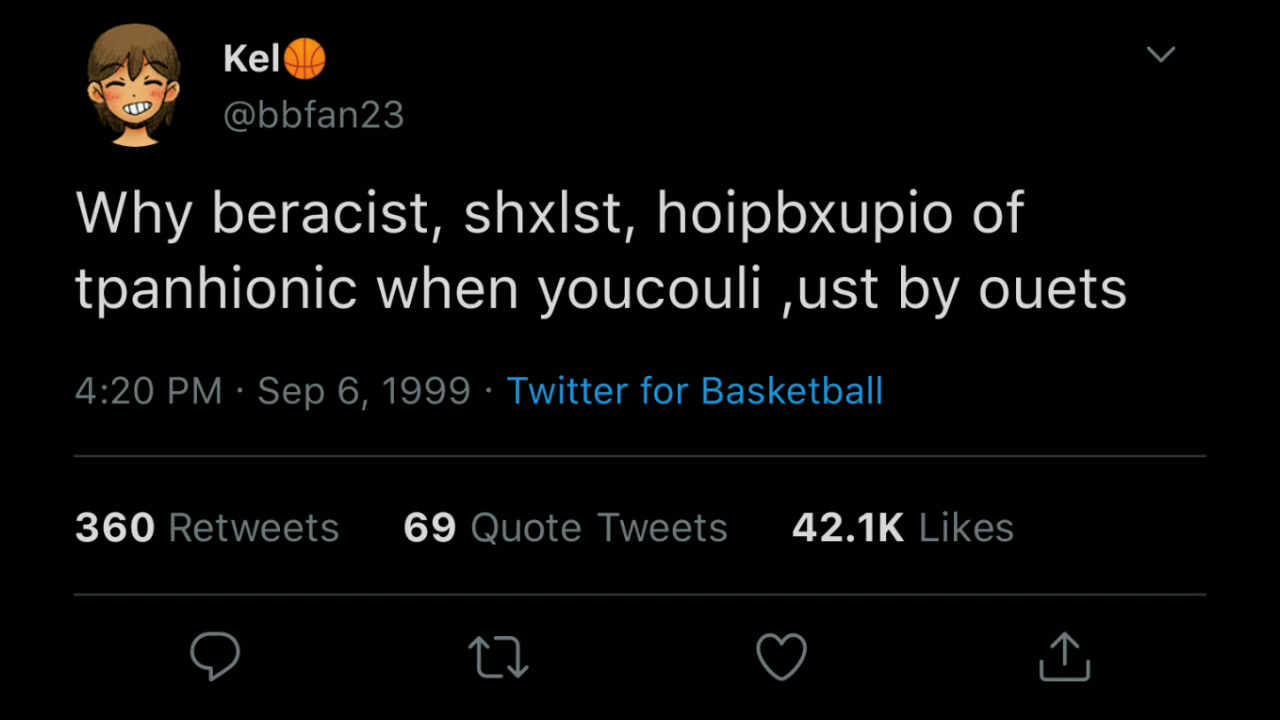 Kel🏀
@bbfan23
Why beracist, shxlst, hoipbxupio of
tpanhionic when youcouli ,ust by ouets
4:20 PM · Sep 6, 1999 · Twitter for Basketball
360 Retweets 69 Quote Tweets 42.1K Likes